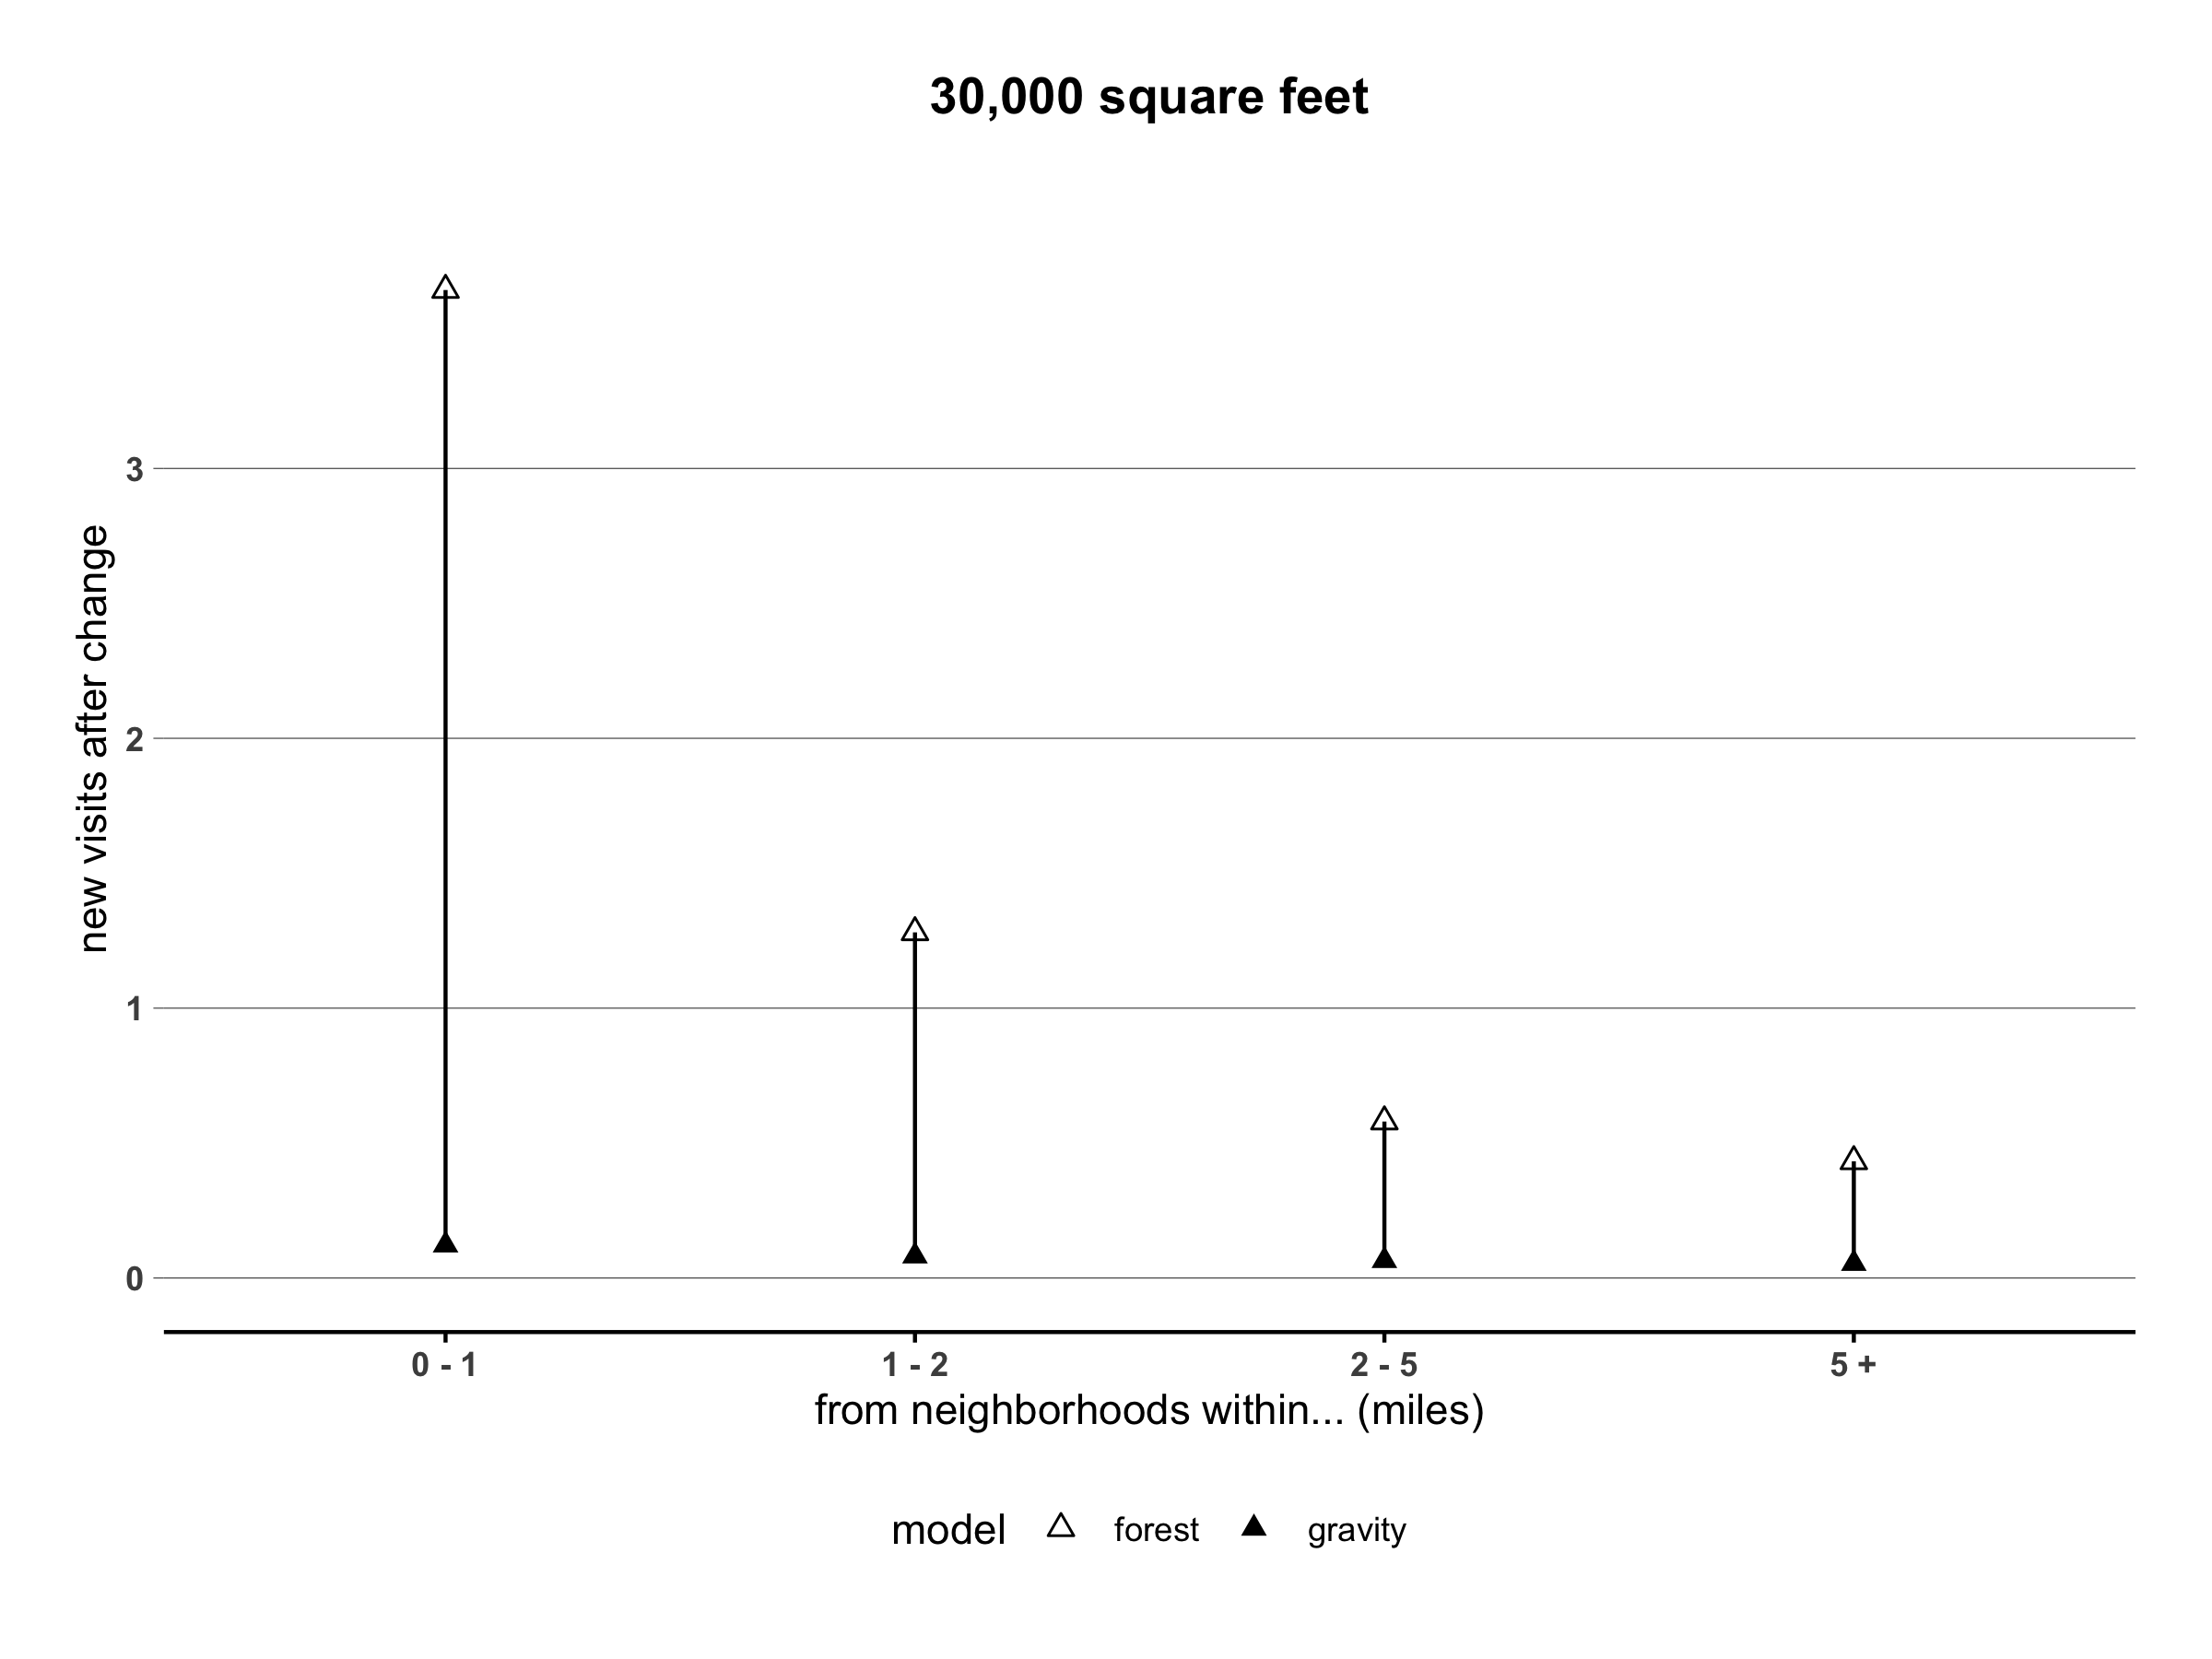 30,000 square feet
new visits after change
3
2
1
0
0 - 1
1 - 2
2 - 5
5 +
from neighborhoods within... (miles)
model forest gravity